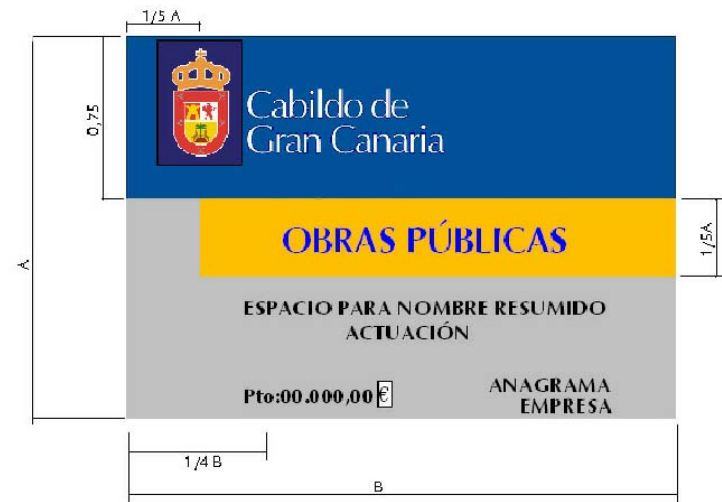 1/5 A
0,75
A
Cabildo de
Gran Canaria
OBRAS PÚBLICAS
1/5A
ESPACIO PARA NOMBRE RESUMIDO
ACTUACIÓN
Pto:00.000,00 €
ANAGRAMA
EMPRESA
1/4 B
B